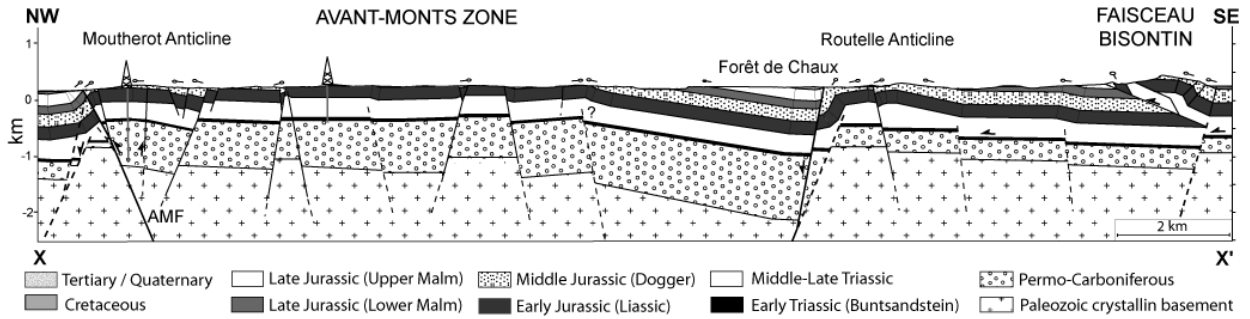 NW
AVANT-MONTS ZONE
FAISCEAU
BISONTIN
SE
Moutherot Anticline
Routelle Anticline
Forêt de Chaux
1
0
-1
-2
km
?
AMF
2 km
X
X'
Tertiary / Quaternary
Late Jurassic (Upper Malm)
Middle Jurassic (Dogger)
Middle-Late Triassic
Permo-Carboniferous
Cretaceous
Late Jurassic (Lower Malm)
Early Jurassic (Liassic)
Early Triassic (Buntsandstein)
Paleozoic crystallin basement